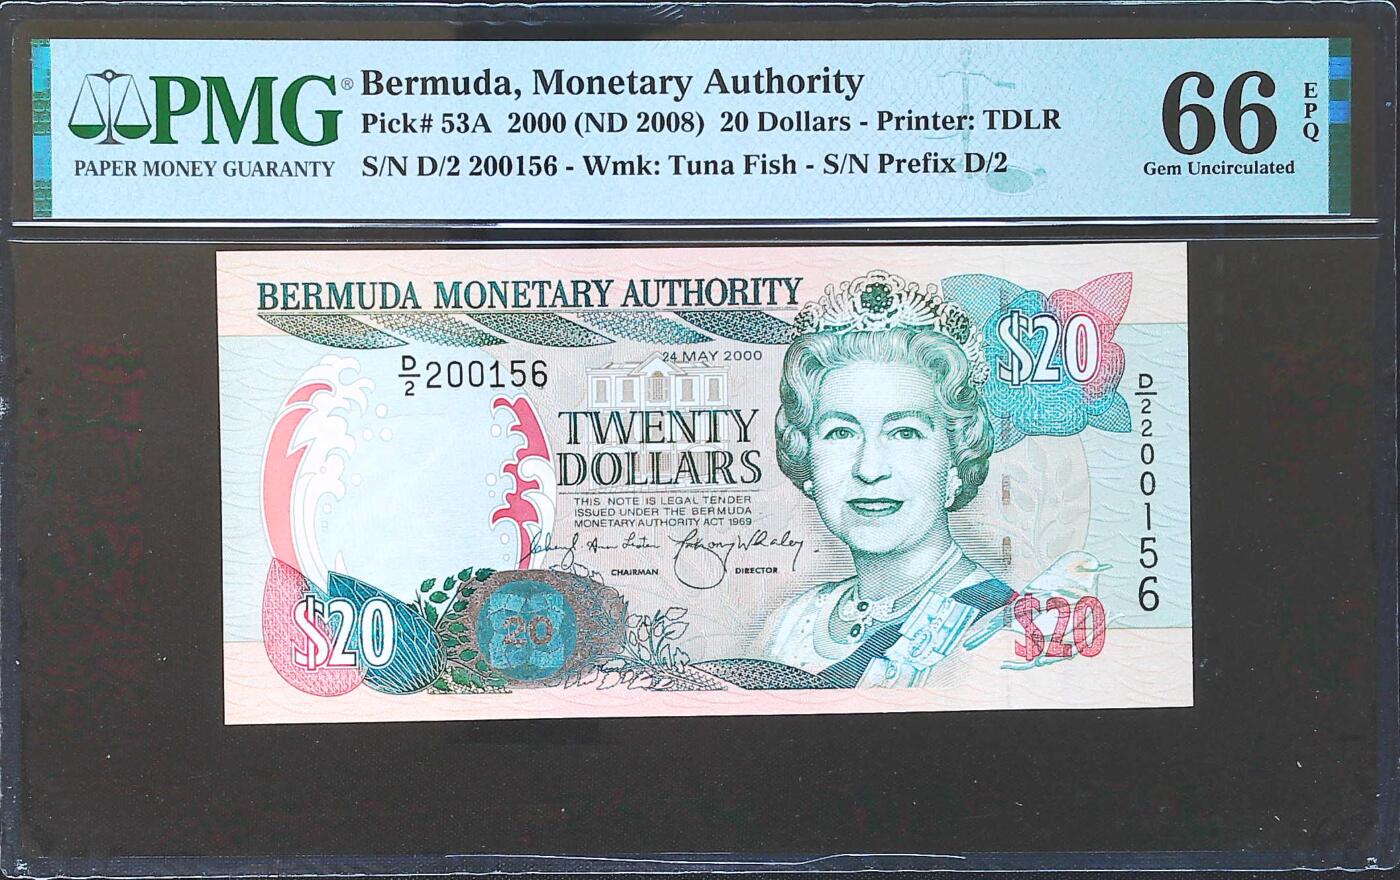 PMG®
PAPER MONEY GUARANTY
Bermuda, Monetary Authority
Pick# 53A 2000 (ND 2008) 20 Dollars - Printer: TDLR
S/N D/2 200156 - Wmk: Tuna Fish - S/N Prefix D/2
66 EPQ
Gem Uncirculated
BERMUDA MONETARY AUTHORITY
D/2 200156
24 MAY 2000
TWENTY
DOLLARS
THIS NOTE IS LEGAL TENDER
ISSUED UNDER THE BERMUDA
MONETARY AUTHORITY ACT 1969
CHAIRMAN DIRECTOR
$20
20
$20
D/2 200156
$20